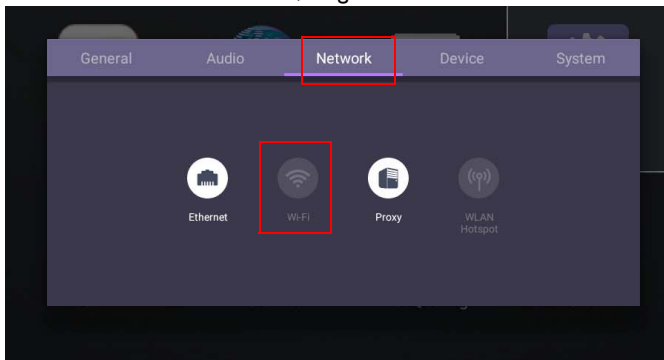 General Audio Network Device System
Ethernet Wi-Fi Proxy WLAN
Hotspot